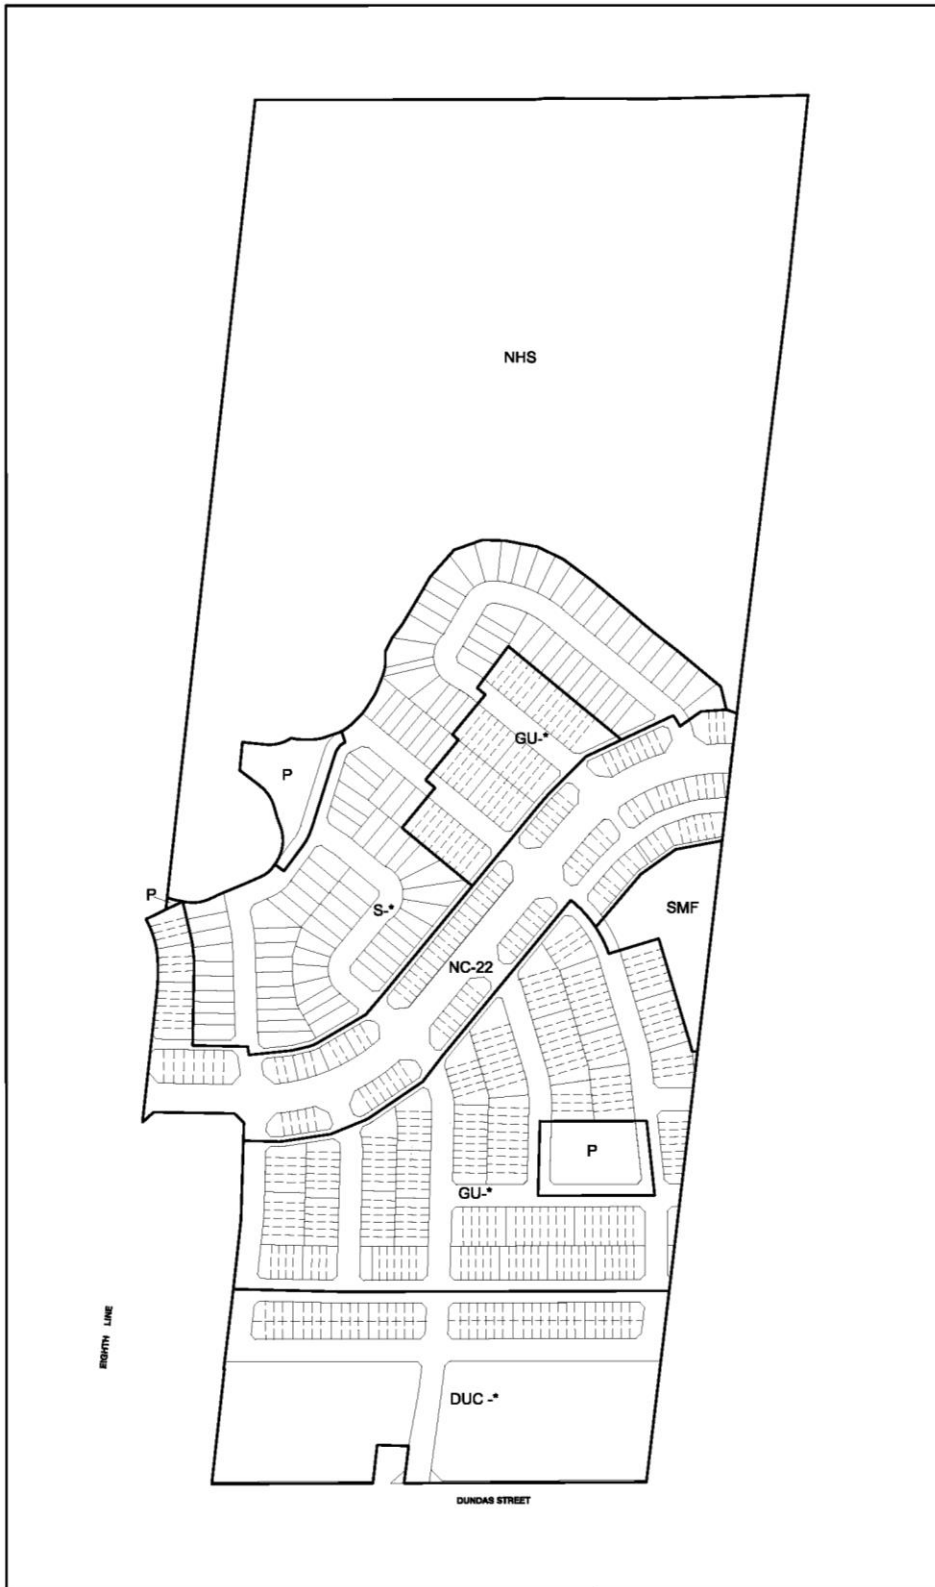 NHS
GU-*
P
P
S-*
SMF
NC-22
P
GU-*
EIGHTH LINE
DUC -*
DUNDAS STREET